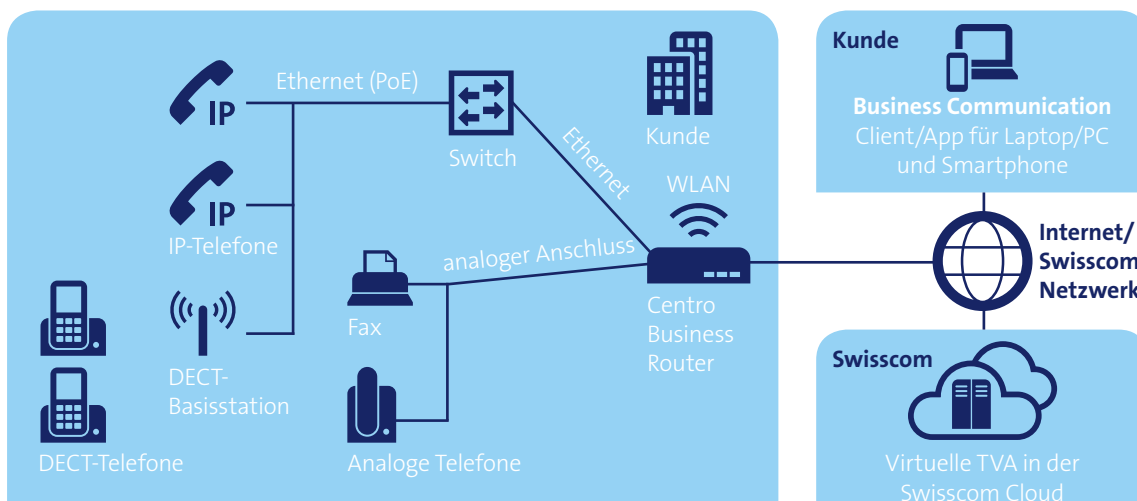 Ethernet (PoE)
IP
Switch
Ethernet
Kunde
WLAN
IP
IP-Telefone
analoger Anschluss
Fax
Centro
Business
Router
DECT-
Basisstation
DECT-Telefone
Analoge Telefone
Kunde
Business Communication
Client/App für Laptop/PC
und Smartphone
Internet/
Swisscom
Netzwerk
Swisscom
Virtuelle TVA in der
Swisscom Cloud